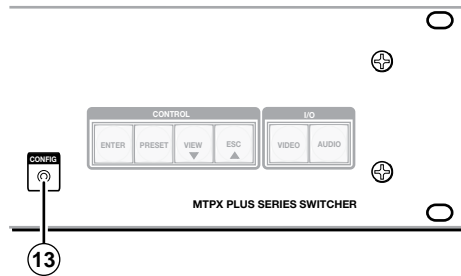 CONTROL
I/O
ENTER
PRESET
VIEW
ESC
VIDEO
AUDIO
CONFIG
MTPX PLUS SERIES SWITCHER
13